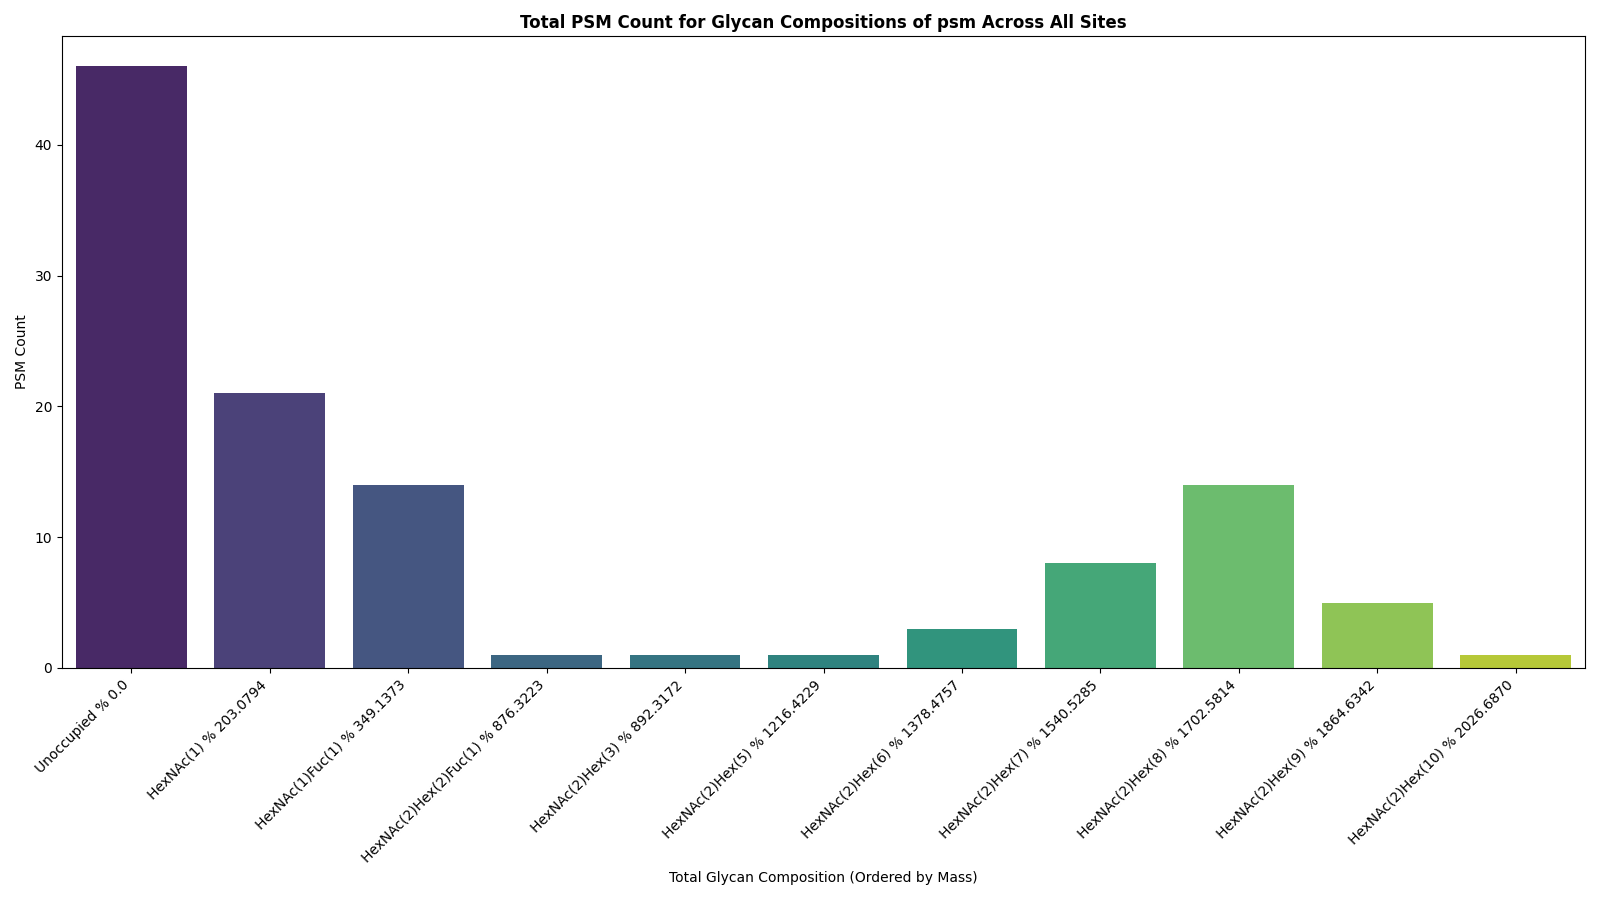 Total PSM Count for Glycan Compositions of psm Across All Sites
PSM Count
40
30
20
10
0
Unoccupied % 0.0
HexNAc(1) % 203.0794
HexNAc(1)Fuc(1) % 349.1373
HexNAc(2)Hex(2)Fuc(1) % 876.3223
HexNAc(2)Hex(3) % 892.3172
HexNAc(2)Hex(5) % 1216.4229
HexNAc(2)Hex(6) % 1378.4757
HexNAc(2)Hex(7) % 1540.5285
HexNAc(2)Hex(8) % 1702.5814
HexNAc(2)Hex(9) % 1864.6342
HexNAc(2)Hex(10) % 2026.6870
Total Glycan Composition (Ordered by Mass)